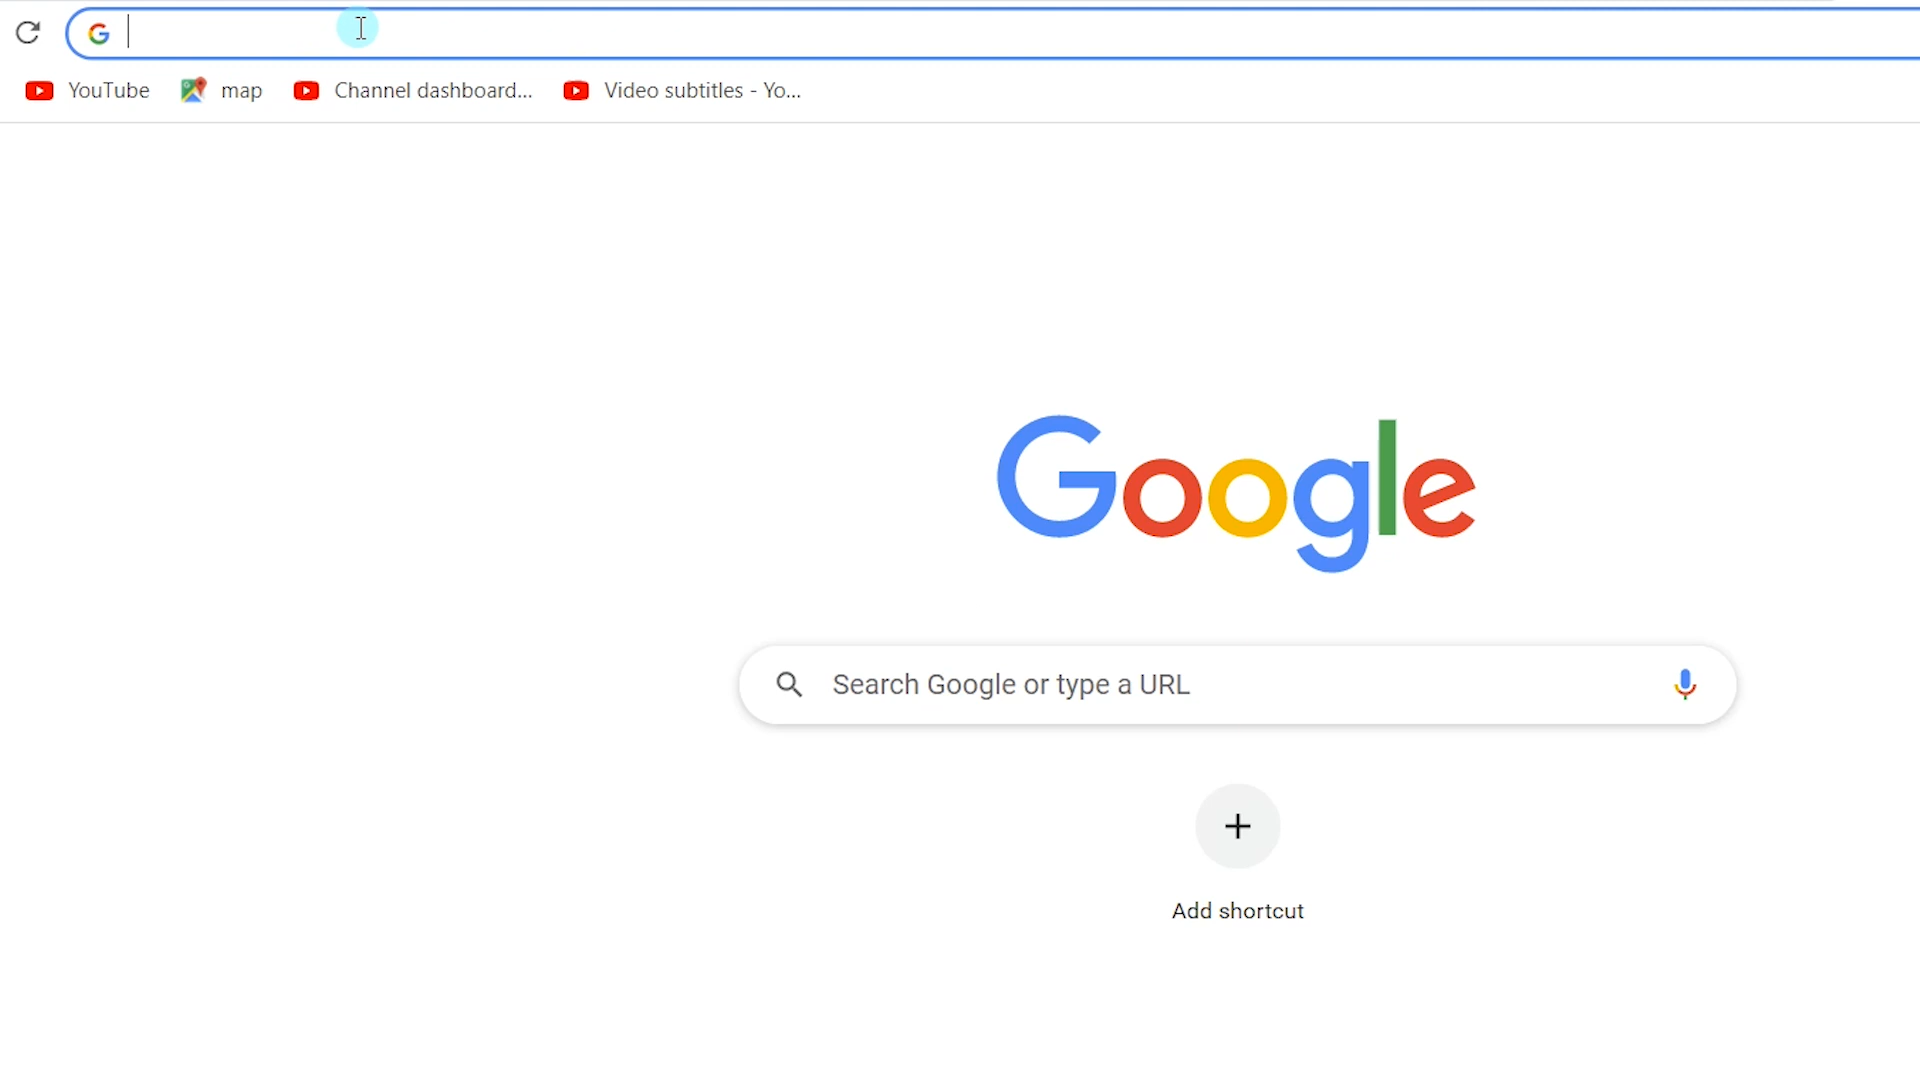 YouTube map Channel dashboard... Video subtitles - Yo...
Google
Search Google or type a URL
Add shortcut